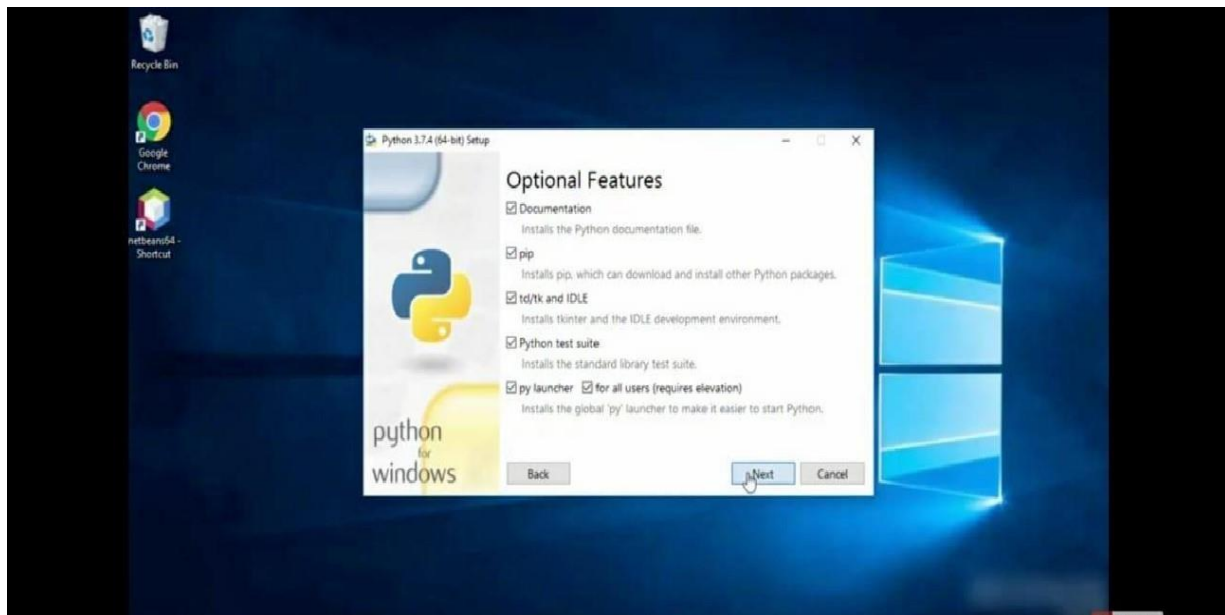 Recycle Bin
Google
Chrome
netbeans64 -
Shortcut
Python 3.7.4 (64-bit) Setup
Optional Features
Documentation
Installs the Python documentation file.
pip
Installs pip, which can download and install other Python packages.
tcl/tk and IDLE
Installs tkinter and the IDLE development environment.
Python test suite
Installs the standard library test suite.
py launcher for all users (requires elevation)
Installs the global 'py' launcher to make it easier to start Python.
python
for
windows
Back Next Cancel